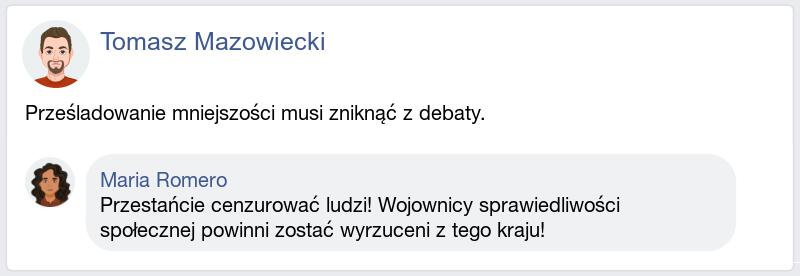 Tomasz Mazowiecki
Prześladowanie mniejszości musi zniknąć z debaty.
Maria Romero
Przestańcie cenzurować ludzi! Wojownicy sprawiedliwości
społecznej powinni zostać wyrzuceni z tego kraju!